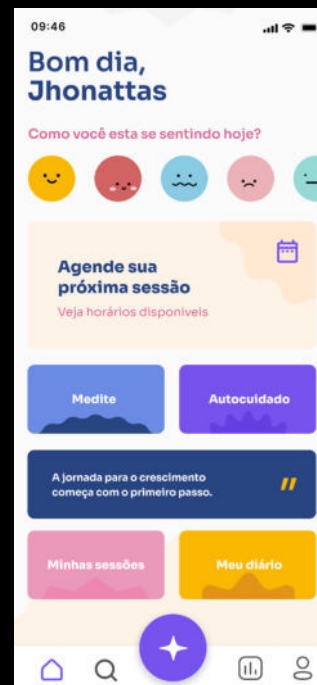 09:46
Bom dia,
Jhonattas
Como você esta se sentindo hoje?
Agende sua
próxima sessão
Veja horários disponiveis
Medite
Autocuidado
A jornada para o crescimento
começa com o primeiro passo.
"
Minhas sessões
Meu diário